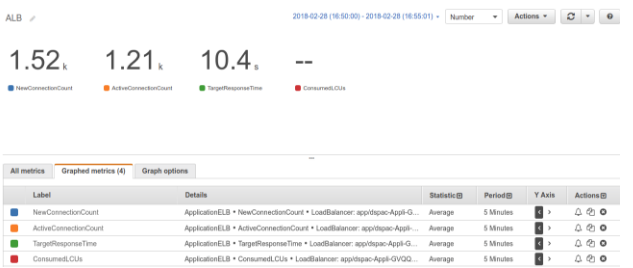 ALB
2018-02-28 (16:50:00) - 2018-02-28 (16:55:01)
Number
Actions
1.52 k
1.21 k
10.4 s
--
NewConnectionCount
ActiveConnectionCount
TargetResponseTime
ConsumedLCUs
All metrics
Graphed metrics (4)
Graph options
Label Details Statistic Period Y Axis Actions
NewConnectionCount ApplicationELB • NewConnectionCount • LoadBalancer: app/dspac-Appli-G... Average 5 Minutes
ActiveConnectionCount ApplicationELB • ActiveConnectionCount • LoadBalancer: app/dspac-Appli-... Average 5 Minutes
TargetResponseTime ApplicationELB • TargetResponseTime • LoadBalancer: app/dspac-Appli-G... Average 5 Minutes
ConsumedLCUs ApplicationELB • ConsumedLCUs • LoadBalancer: app/dspac-Appli-GVQQ... Average 5 Minutes